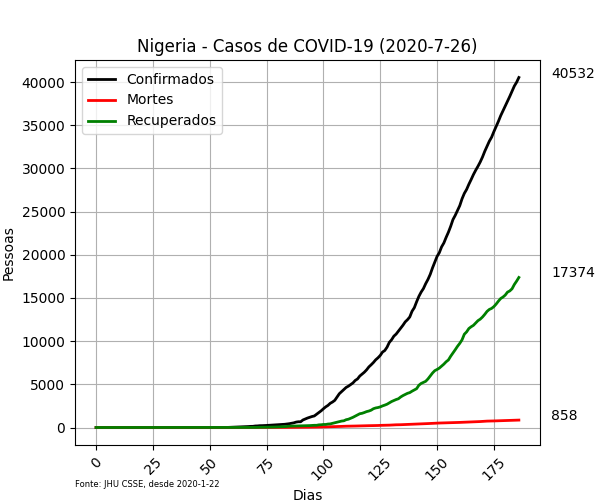 Nigeria - Casos de COVID-19 (2020-7-26)
Confirmados
Mortes
Recuperados
40532
17374
858
Pessoas
40000
35000
30000
25000
20000
15000
10000
5000
0
0
25
50
75
100
125
150
175
Dias
Fonte: JHU CSSE, desde 2020-1-22